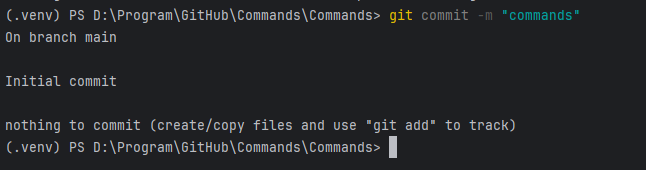 (.venv) PS D:\Program\GitHub\Commands\Commands> git commit -m "commands"
On branch main
Initial commit
nothing to commit (create/copy files and use "git add" to track)
(.venv) PS D:\Program\GitHub\Commands\Commands>